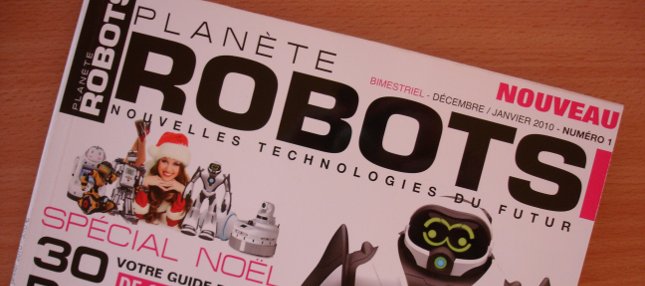 PLANÈTE
ROBOTS
PLANÈTE
ROBOTS
NOUVEAU
BIMESTRIEL - DÉCEMBRE / JANVIER 2010 - NUMÉRO 1
NOUVELLES TECHNOLOGIES DU FUTUR
SPÉCIAL NOËL
30
VOTRE GUIDE